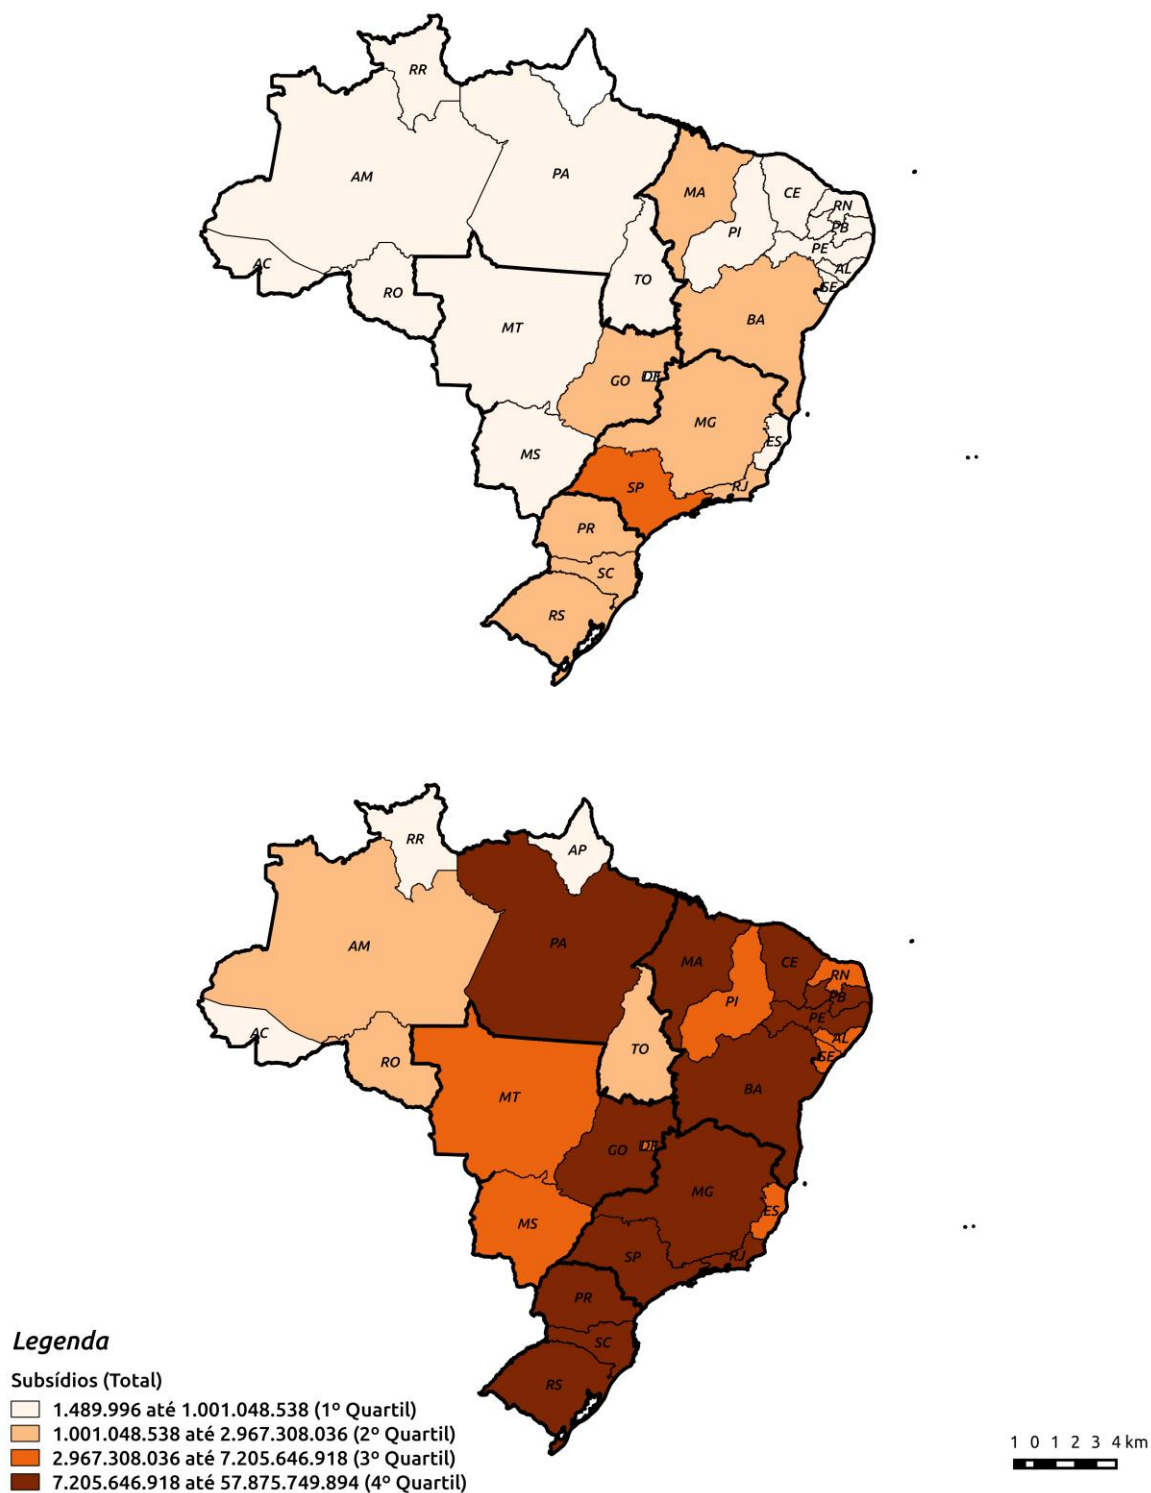 RR
AM
PA
MA
CE
RN
PB
PI
PE
AL
SE
AC
RO
TO
MT
BA
GO
DF
MG
ES
MS
SP
RJ
PR
SC
RS
RR
AP
AM
PA
MA
CE
RN
PB
PI
PE
AL
SE
AC
RO
TO
MT
BA
GO
DF
MG
ES
MS
SP
RJ
PR
SC
RS
Legenda
Subsídios (Total)
1.489.996 até 1.001.048.538 (1º Quartil)
1.001.048.538 até 2.967.308.036 (2º Quartil)
2.967.308.036 até 7.205.646.918 (3º Quartil)
7.205.646.918 até 57.875.749.894 (4º Quartil)
1 0 1 2 3 4 km